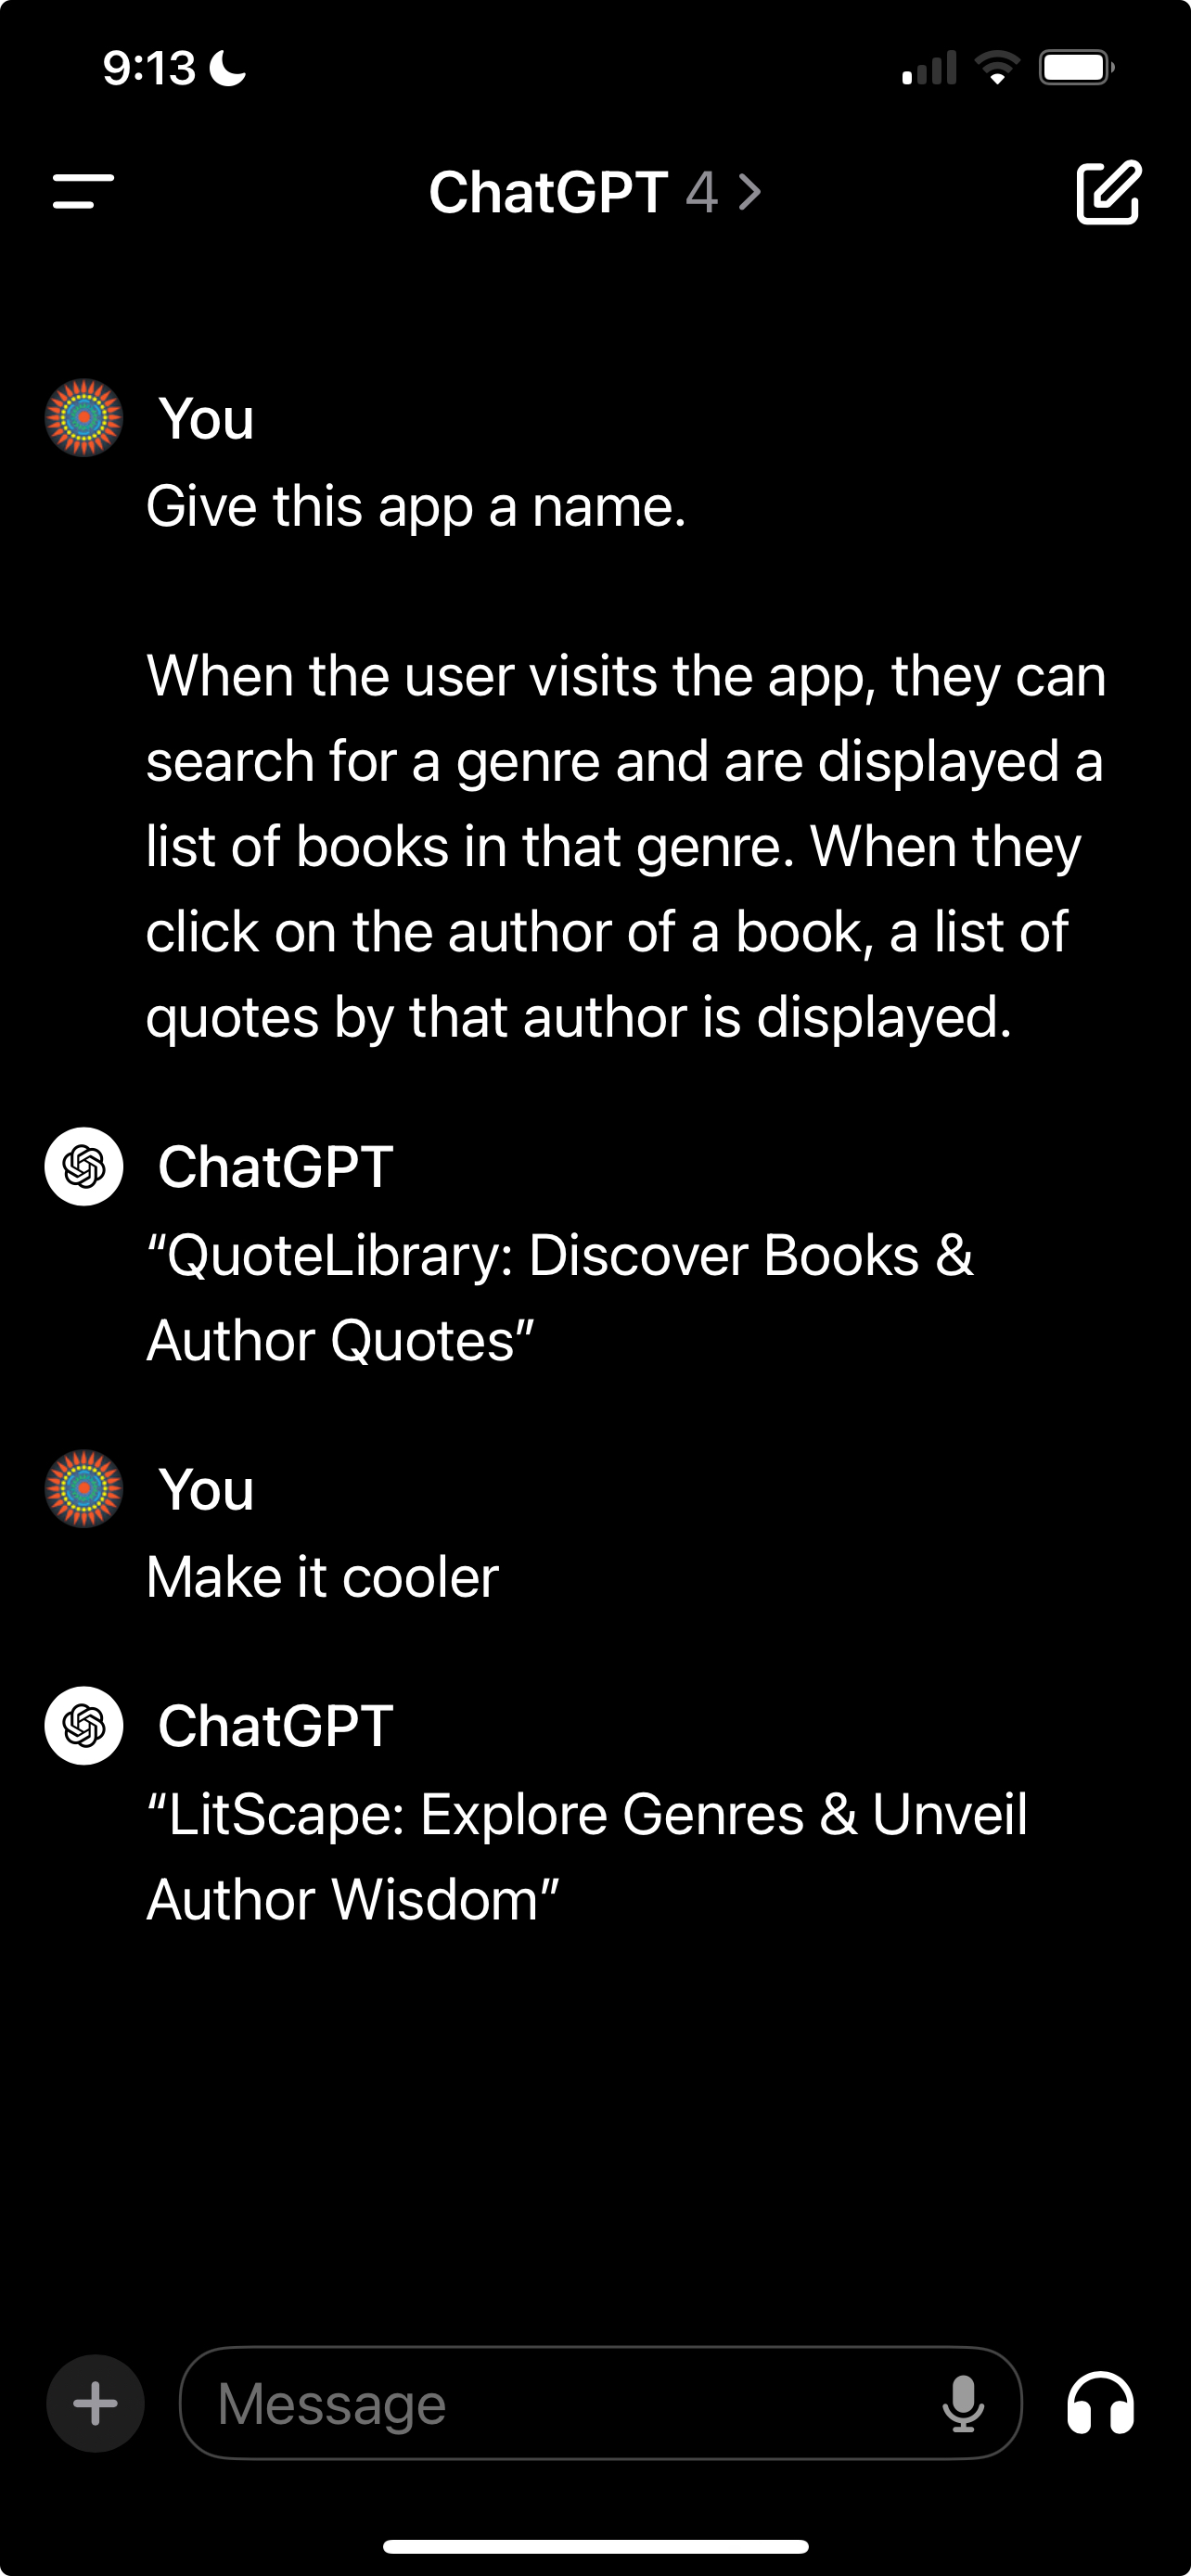 9:13
ChatGPT 4
You
Give this app a name.
When the user visits the app, they can
search for a genre and are displayed a
list of books in that genre. When they
click on the author of a book, a list of
quotes by that author is displayed.
ChatGPT
“QuoteLibrary: Discover Books &
Author Quotes”
You
Make it cooler
ChatGPT
“LitScape: Explore Genres & Unveil
Author Wisdom”
Message